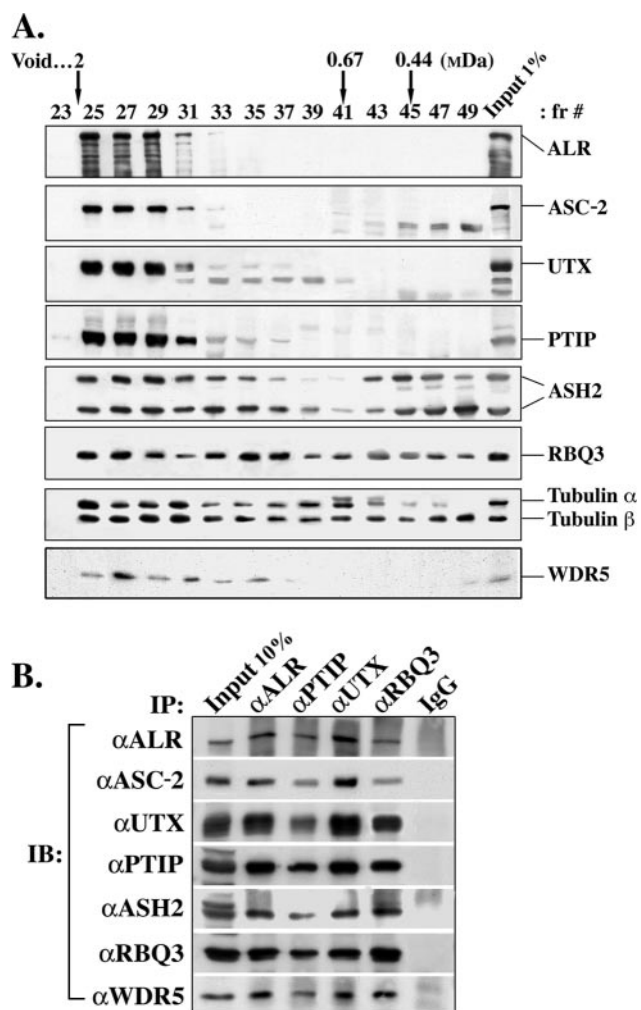 A.
Void...2 0.67 0.44 (MDa)
23 25 27 29 31 33 35 37 39 41 43 45 47 49 Input 1% : fr #
ALR
ASC-2
UTX
PTIP
ASH2
RBQ3
Tubulin α
Tubulin β
WDR5
B.
IP: Input 10% αALR αPTIP αUTX αRBQ3 IgG
αALR
αASC-2
αUTX
IB:
αPTIP
αASH2
αRBQ3
αWDR5